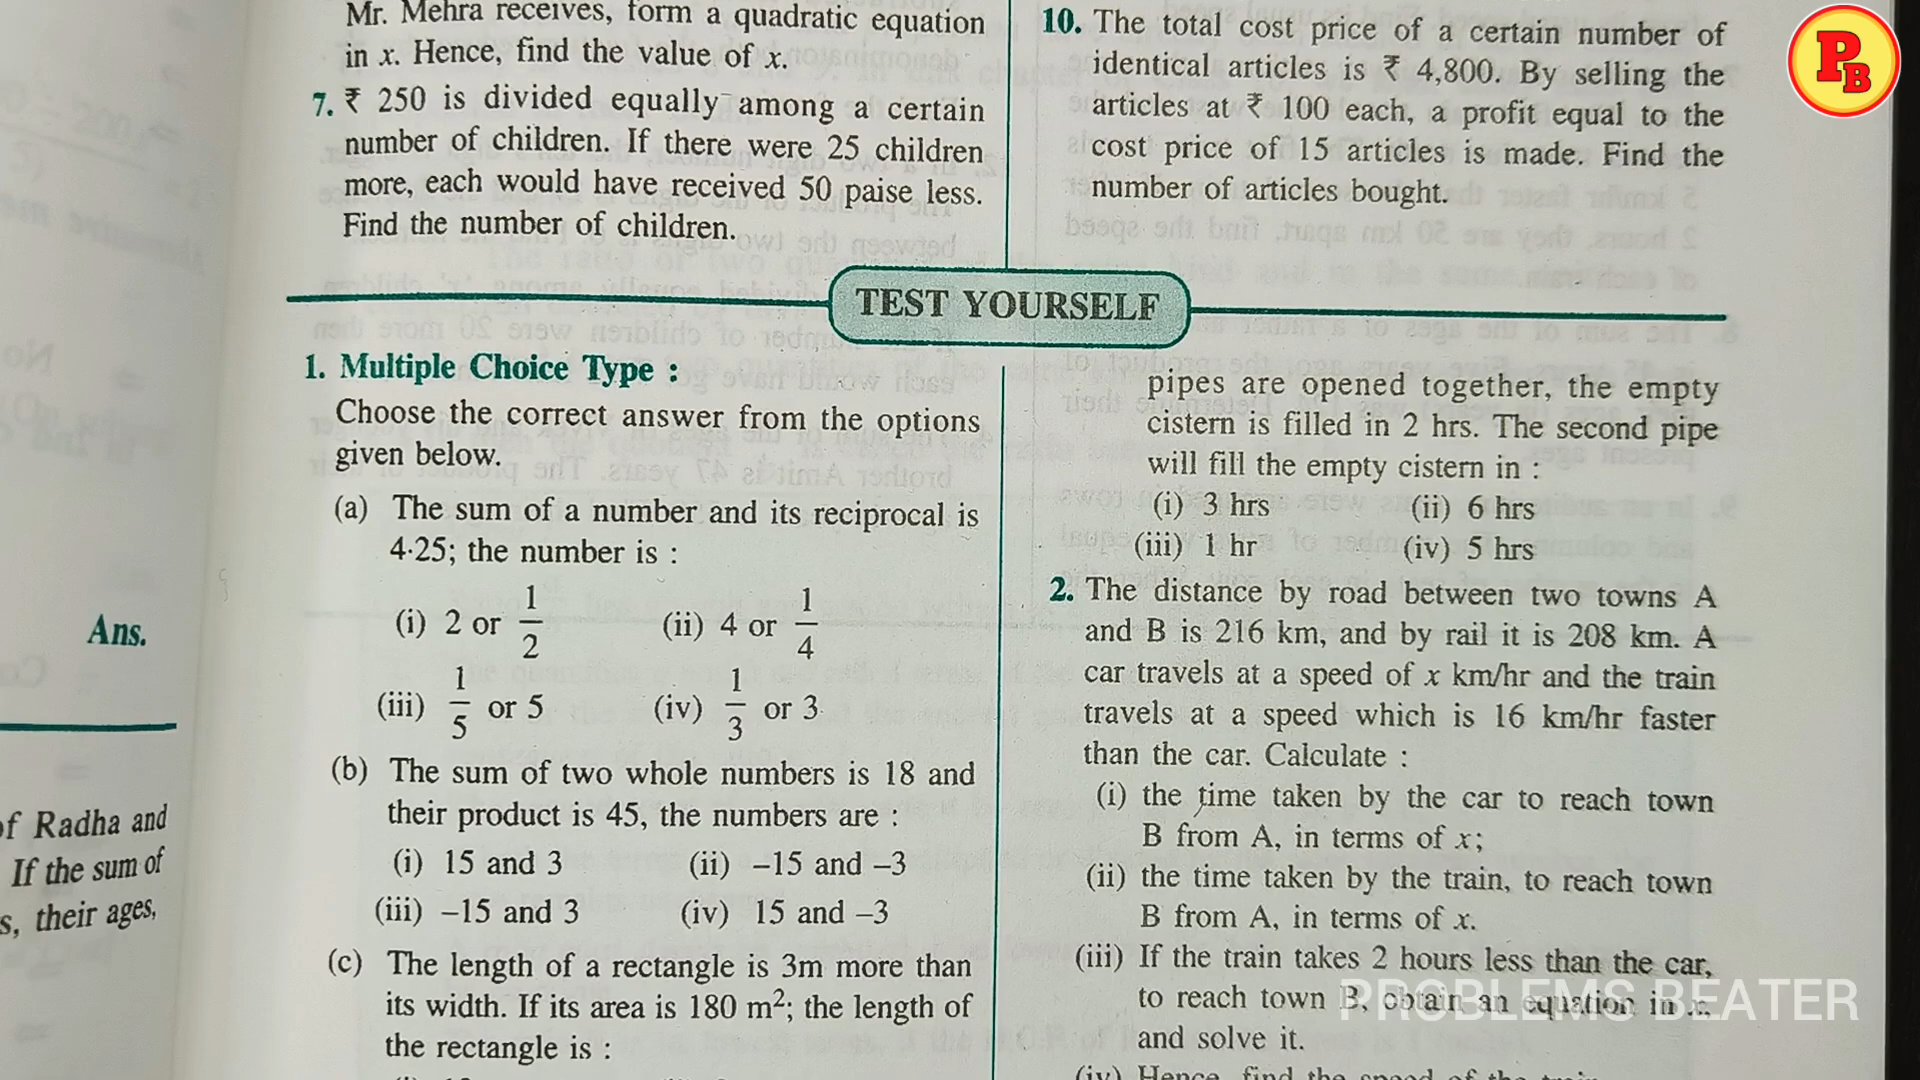 Mr. Mehra receives, form a quadratic equation
in x. Hence, find the value of x.
7. ₹ 250 is divided equally among a certain
number of children. If there were 25 children
more, each would have received 50 paise less.
Find the number of children.
10. The total cost price of a certain number of
identical articles is ₹ 4,800. By selling the
articles at ₹ 100 each, a profit equal to the
cost price of 15 articles is made. Find the
number of articles bought.
PB
TEST YOURSELF
1. Multiple Choice Type :
Choose the correct answer from the options
given below.
(a) The sum of a number and its reciprocal is
4·25; the number is :
(i) 2 or 1/2 (ii) 4 or 1/4
(iii) 1/5 or 5 (iv) 1/3 or 3
(b) The sum of two whole numbers is 18 and
their product is 45, the numbers are :
(i) 15 and 3 (ii) –15 and –3
(iii) –15 and 3 (iv) 15 and –3
(c) The length of a rectangle is 3m more than
its width. If its area is 180 m²; the length of
the rectangle is :
pipes are opened together, the empty
cistern is filled in 2 hrs. The second pipe
will fill the empty cistern in :
(i) 3 hrs (ii) 6 hrs
(iii) 1 hr (iv) 5 hrs
2. The distance by road between two towns A
and B is 216 km, and by rail it is 208 km. A
car travels at a speed of x km/hr and the train
travels at a speed which is 16 km/hr faster
than the car. Calculate :
(i) the time taken by the car to reach town
B from A, in terms of x;
(ii) the time taken by the train, to reach town
B from A, in terms of x.
(iii) If the train takes 2 hours less than the car,
to reach town B, obtain an equation in x,
and solve it.
(iv) Hence, find the speed of the train.
PROBLEMS BEATER
Ans.
of Radha and
If the sum of
s, their ages,